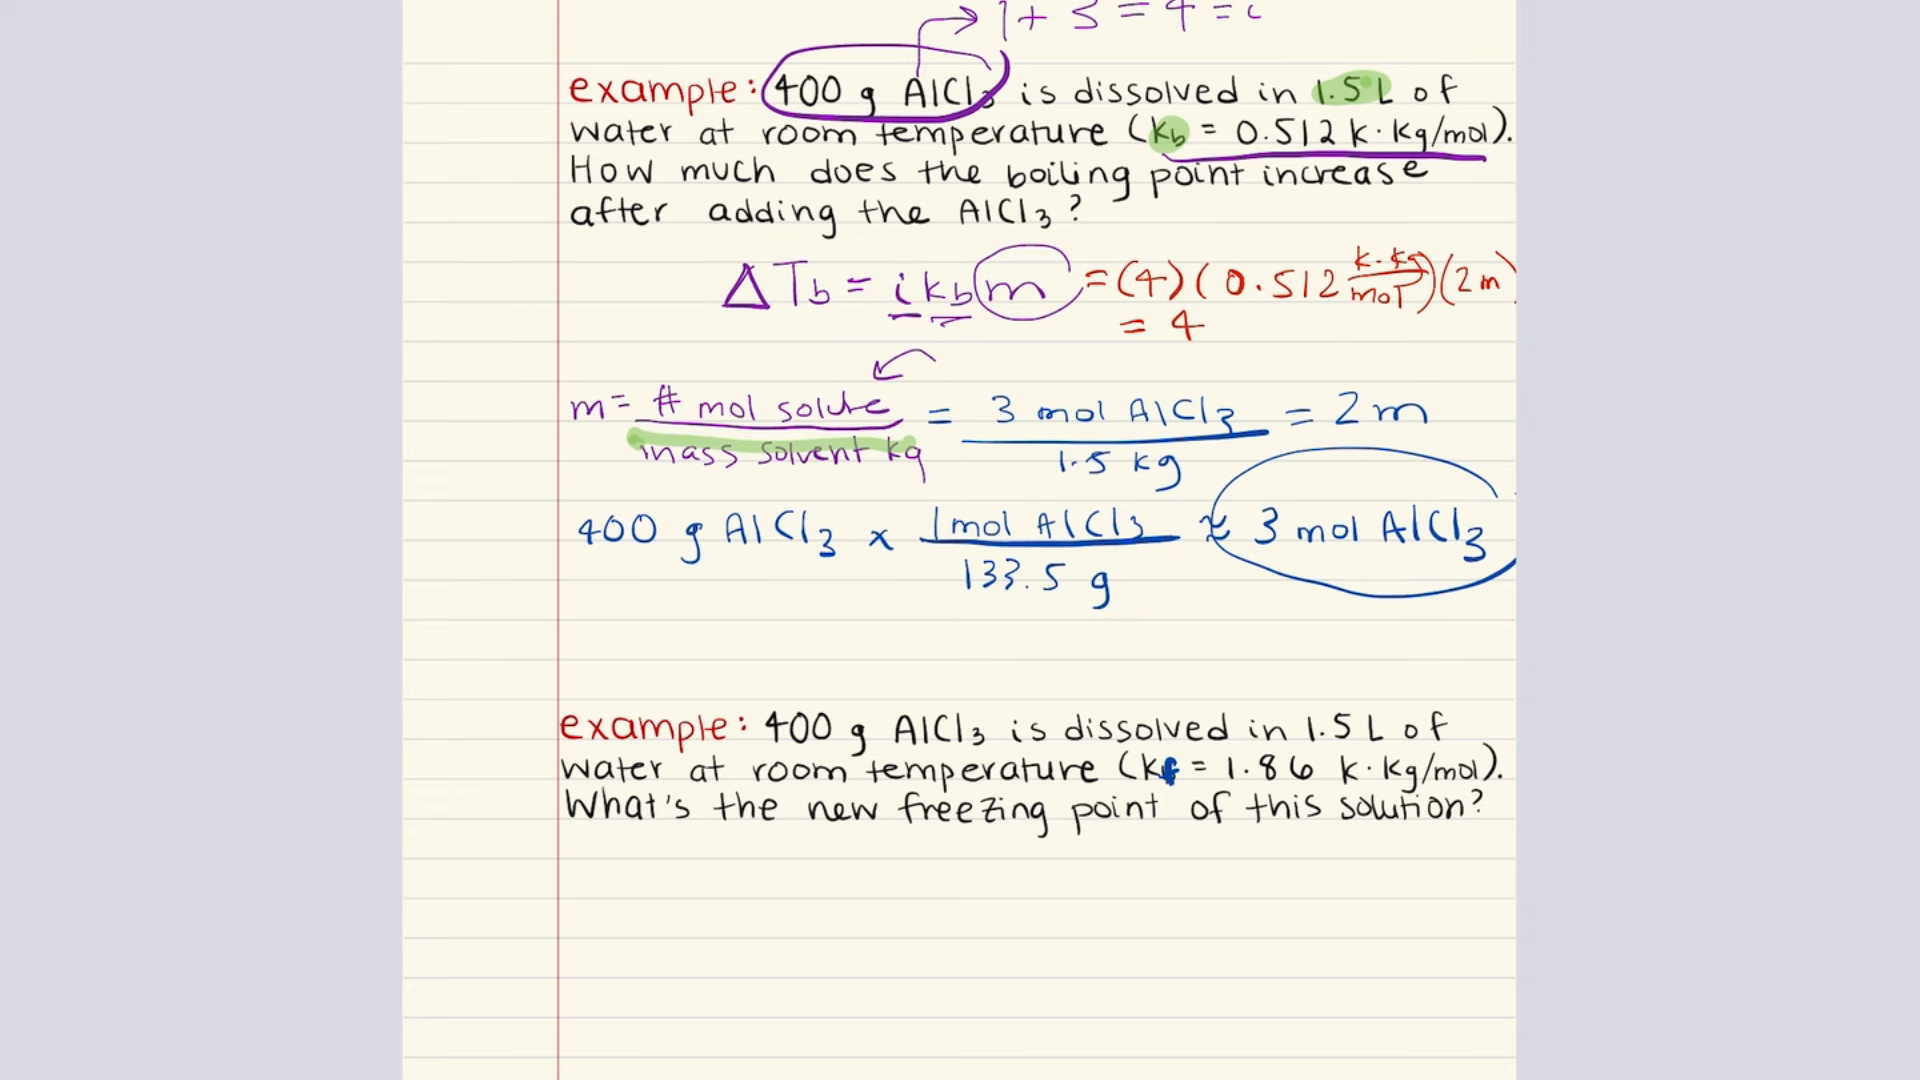 1 + 3 = 4 = i
example: 400 g AlCl3 is dissolved in 1.5 L of
water at room temperature (kb = 0.512 k·kg/mol).
How much does the boiling point increase
after adding the AlCl3?
ΔTb = i kb m = (4)(0.512 k·kg/mol)(2m)
= 4
m = # mol solute / mass solvent kg = 3 mol AlCl3 / 1.5 kg = 2 m
400 g AlCl3 x 1 mol AlCl3 / 133.5 g ≈ 3 mol AlCl3
example: 400 g AlCl3 is dissolved in 1.5 L of
water at room temperature (kf = 1.86 k·kg/mol).
What's the new freezing point of this solution?